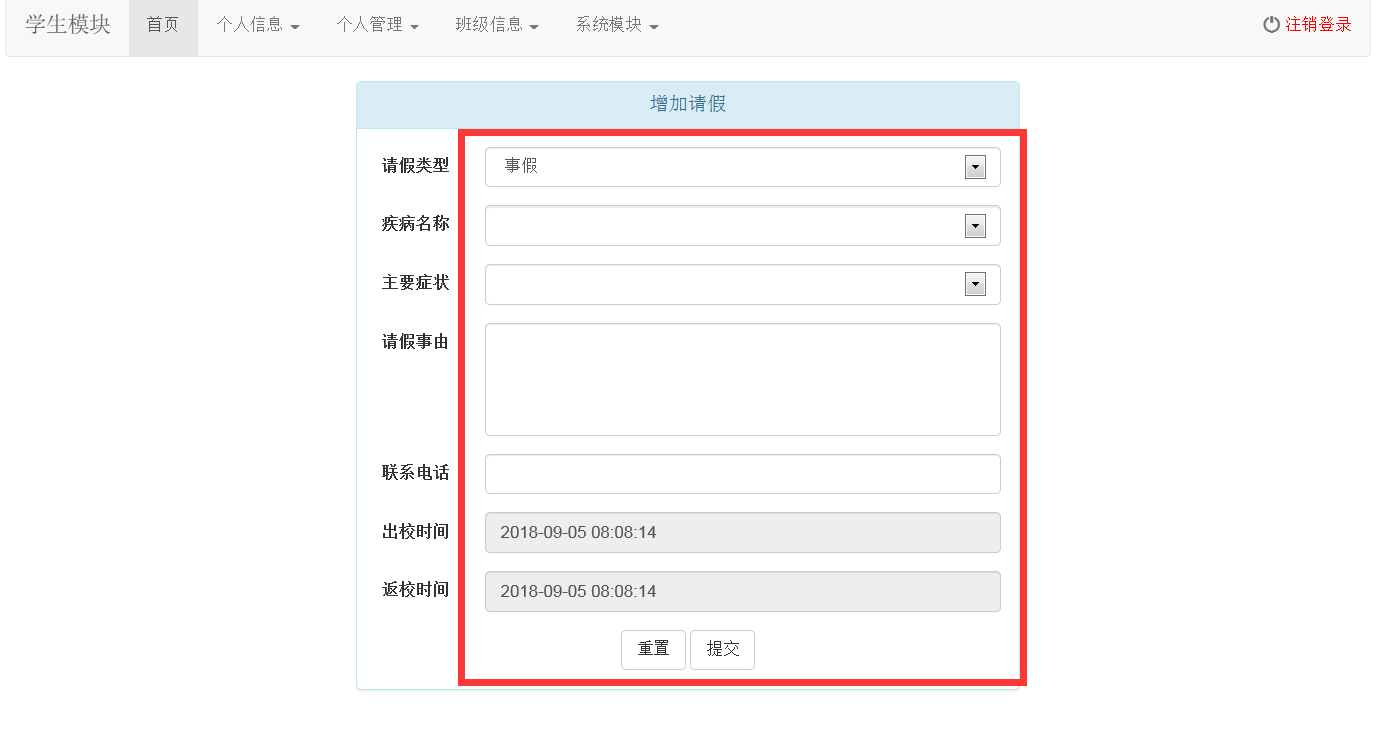 学生模块 首页 个人信息 个人管理 班级信息 系统模块 注销登录
增加请假
请假类型 事假
疾病名称
主要症状
请假事由
联系电话
出校时间 2018-09-05 08:08:14
返校时间 2018-09-05 08:08:14
重置 提交